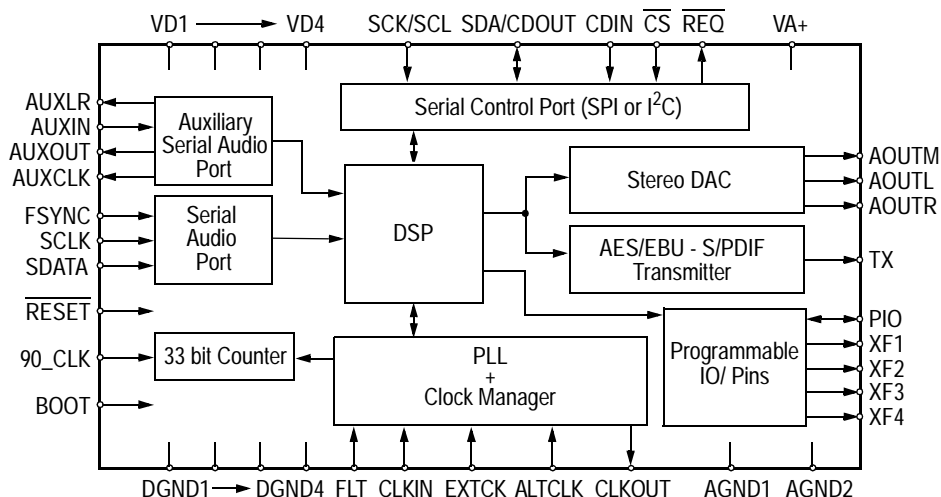 VD1 VD4 SCK/SCL SDA/CDOUT CDIN CS REQ VA+
Serial Control Port (SPI or I²C)
AUXLR
AUXIN
AUXOUT
AUXCLK
Auxiliary
Serial Audio
Port
FSYNC
SCLK
SDATA
Serial
Audio
Port
DSP
Stereo DAC
AOUTM
AOUTL
AOUTR
AES/EBU - S/PDIF
Transmitter
TX
RESET
90_CLK
BOOT
33 bit Counter
PLL
+
Clock Manager
Programmable
IO/ Pins
PIO
XF1
XF2
XF3
XF4
DGND1 DGND4 FLT CLKIN EXTCK ALTCLK CLKOUT AGND1 AGND2